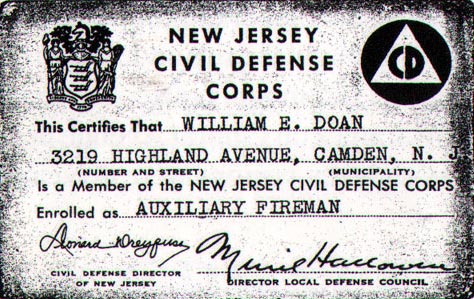 NEW JERSEY
CIVIL DEFENSE
CORPS
CD
This Certifies That WILLIAM E. DOAN
3219 HIGHLAND AVENUE, CAMDEN, N. J
(NUMBER AND STREET) (MUNICIPALITY)
Is a Member of the NEW JERSEY CIVIL DEFENSE CORPS
Enrolled as AUXILIARY FIREMAN
CIVIL DEFENSE DIRECTOR
OF NEW JERSEY
DIRECTOR LOCAL DEFENSE COUNCIL